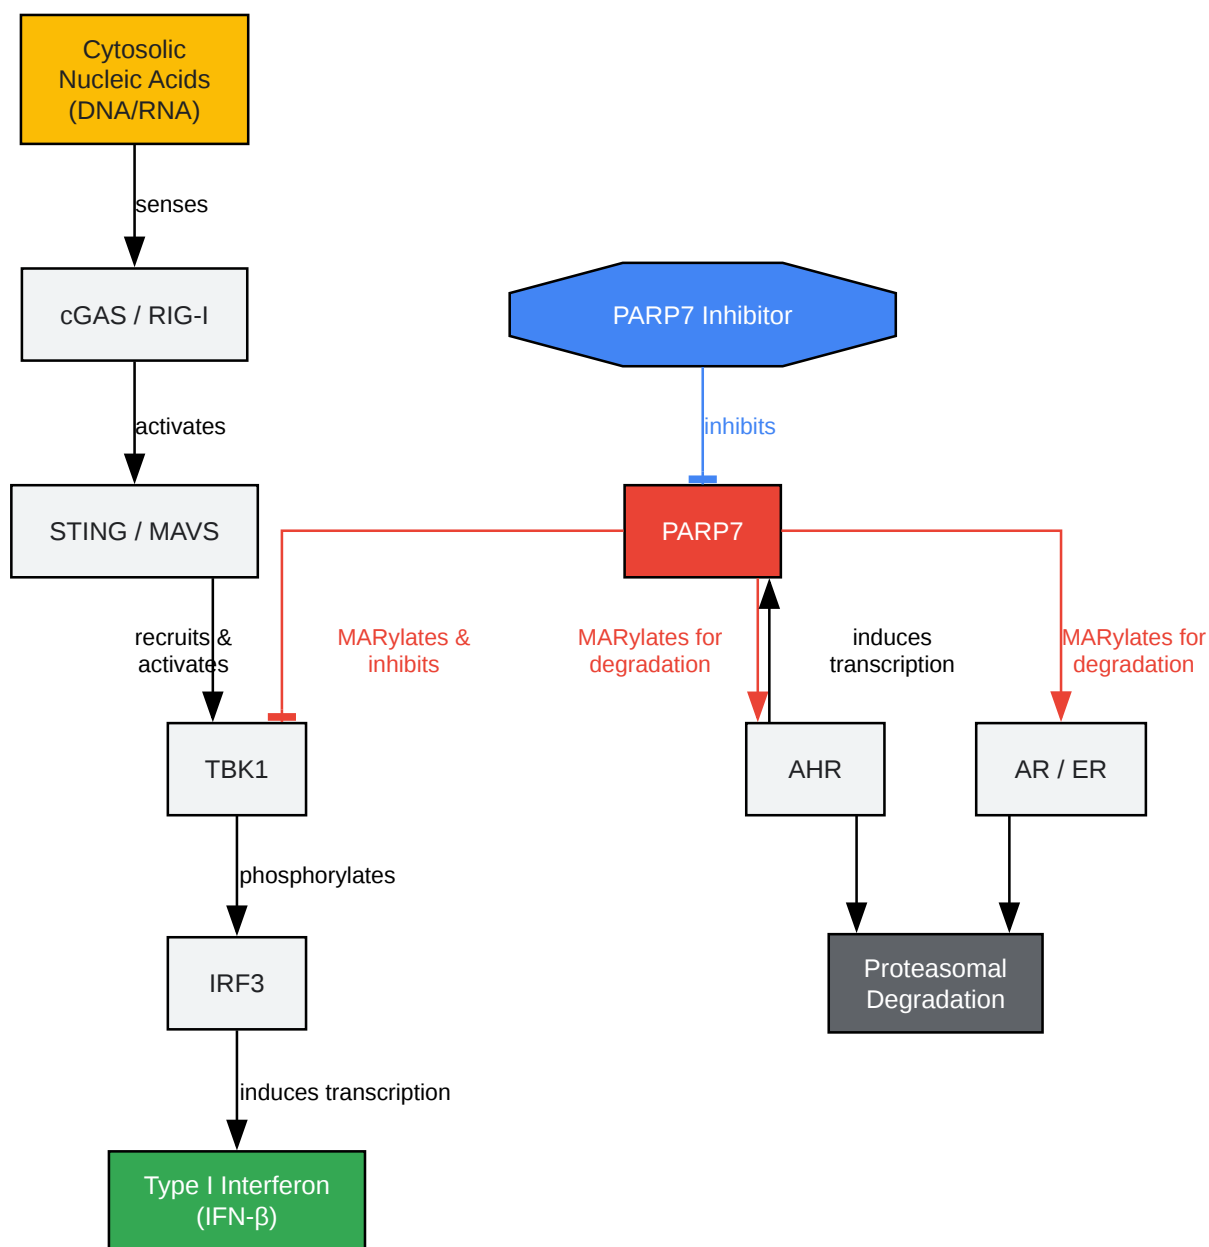 Cytosolic
Nucleic Acids
(DNA/RNA)
senses
cGAS / RIG-I
PARP7 Inhibitor
activates
inhibits
STING / MAVS
PARP7
recruits &
activates
MARylates &
inhibits
MARylates for
degradation
induces
transcription
MARylates for
degradation
TBK1
AHR
AR / ER
phosphorylates
IRF3
Proteasomal
Degradation
induces transcription
Type I Interferon
(IFN-β)